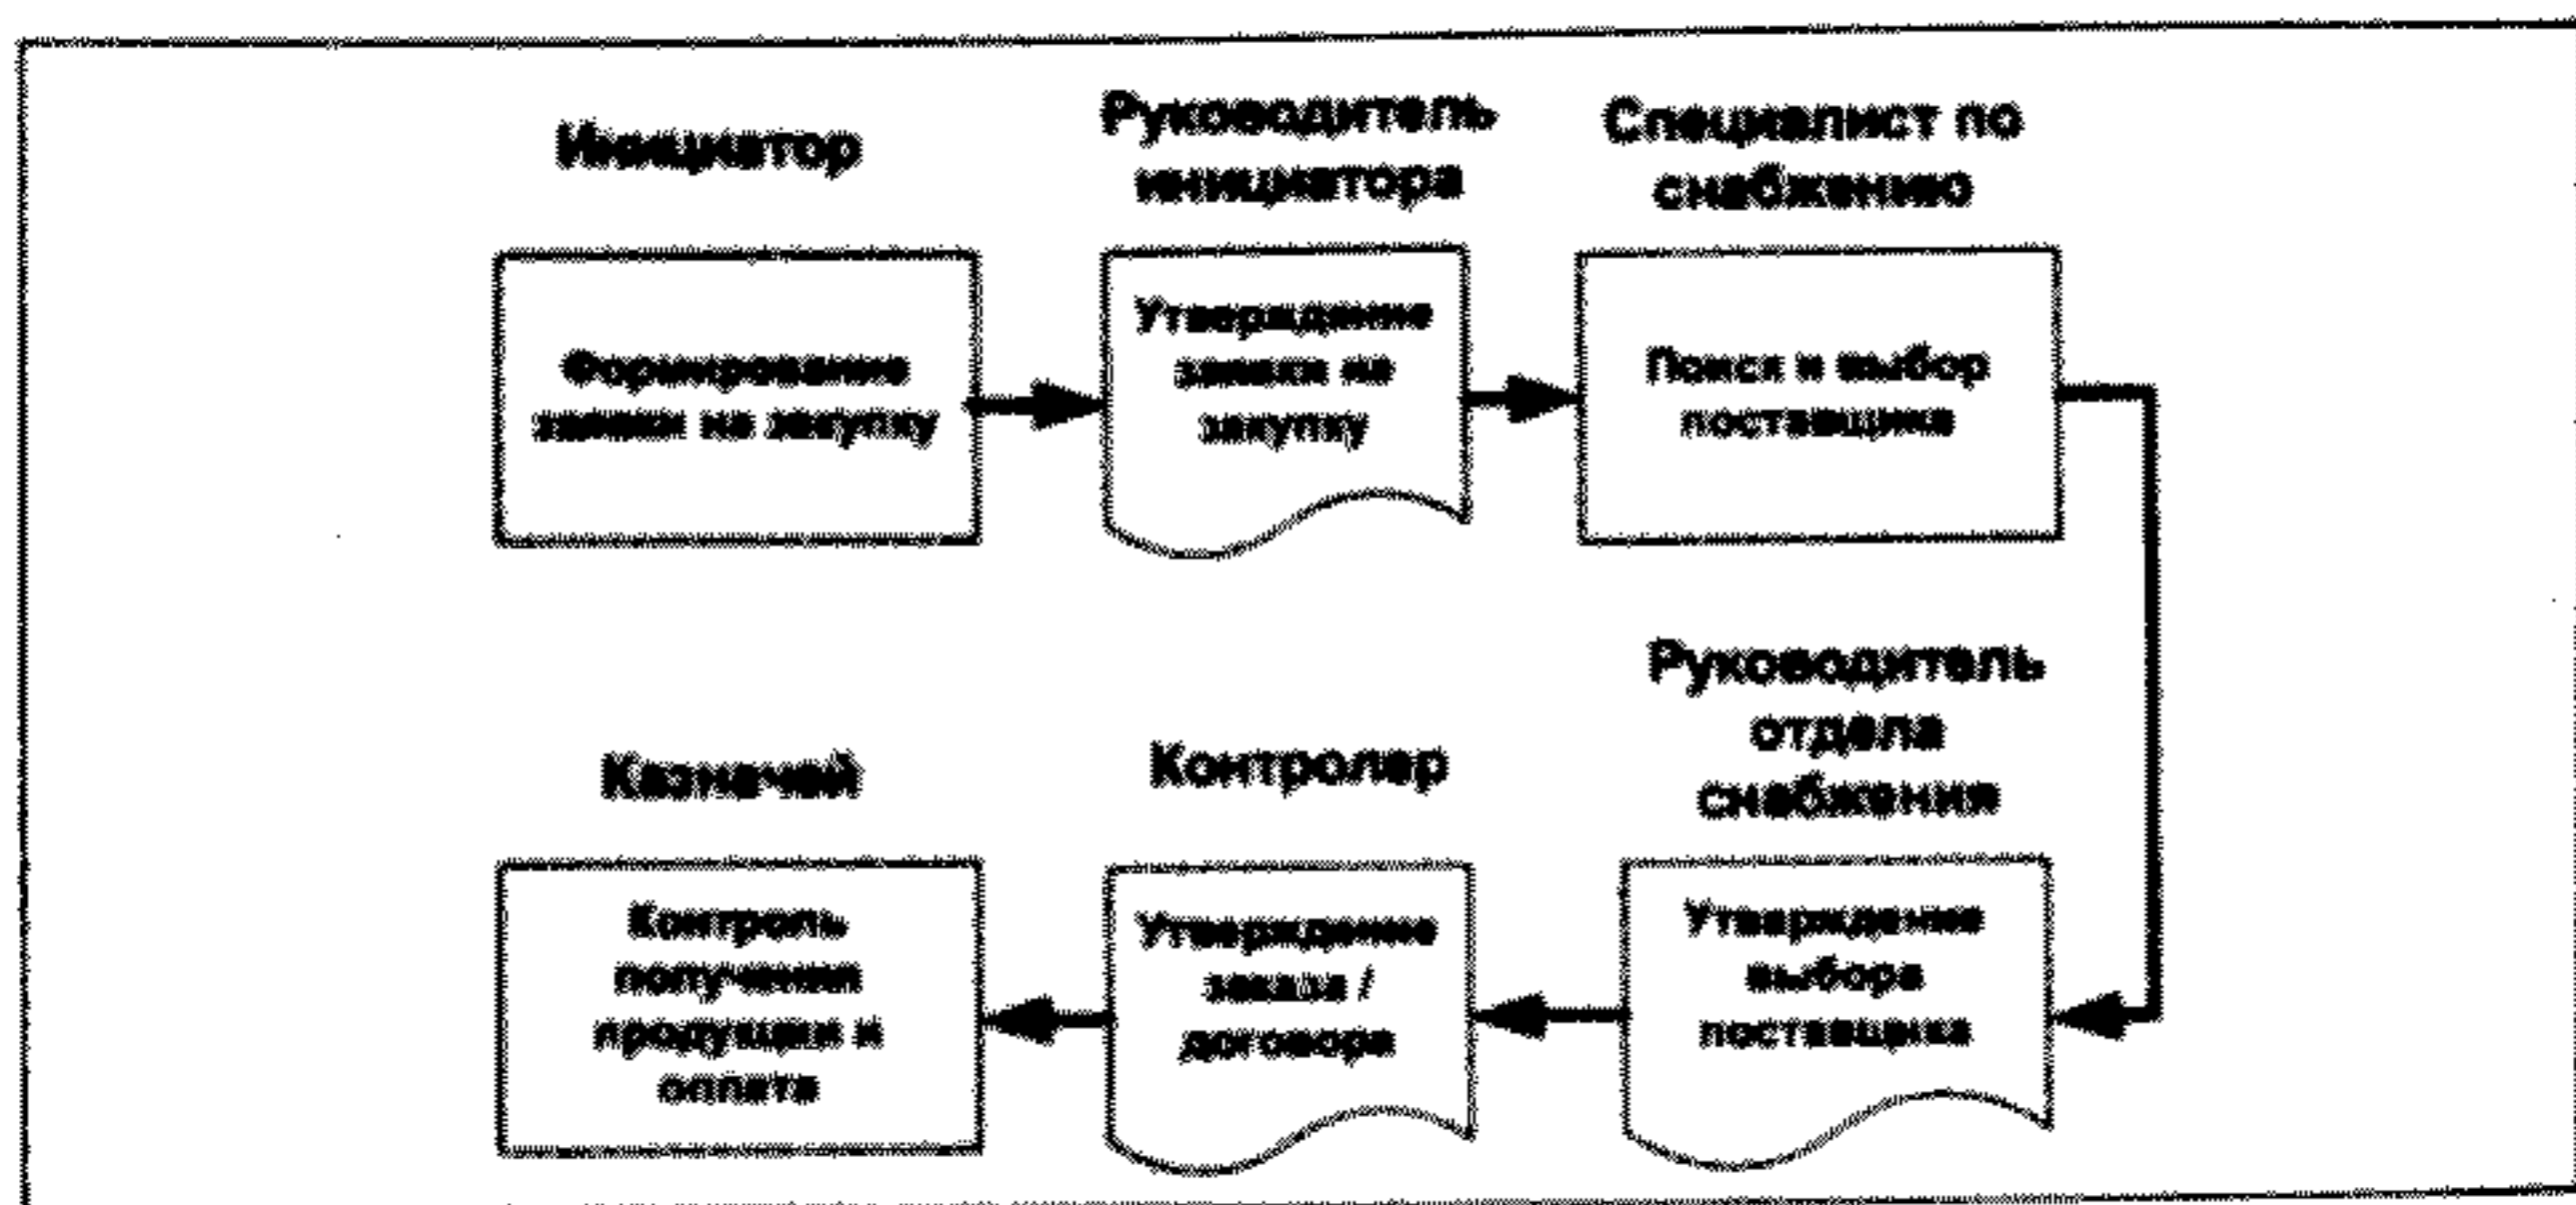 Инициатор
Руководитель
инициатора
Специалист по
снабжению
Формирование
заявки на закупку
Утверждение
заявки на
закупку
Поиск и выбор
поставщика
Руководитель
отдела
снабжения
Контролер
Казначей
Утверждение
выбора
поставщика
Утверждение
заказа /
договора
Контроль
получения
продукции и
оплата